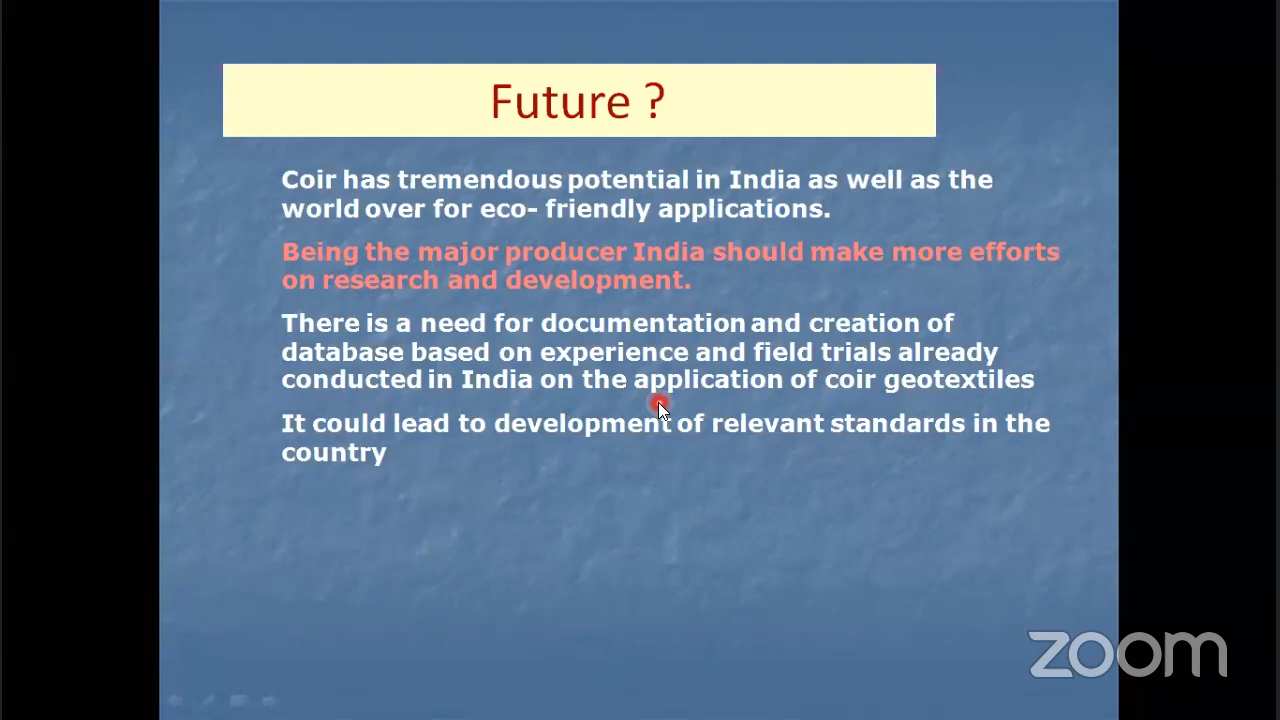 Future ?
Coir has tremendous potential in India as well as the
world over for eco- friendly applications.
Being the major producer India should make more efforts
on research and development.
There is a need for documentation and creation of
database based on experience and field trials already
conducted in India on the application of coir geotextiles
It could lead to development of relevant standards in the
country
zoom